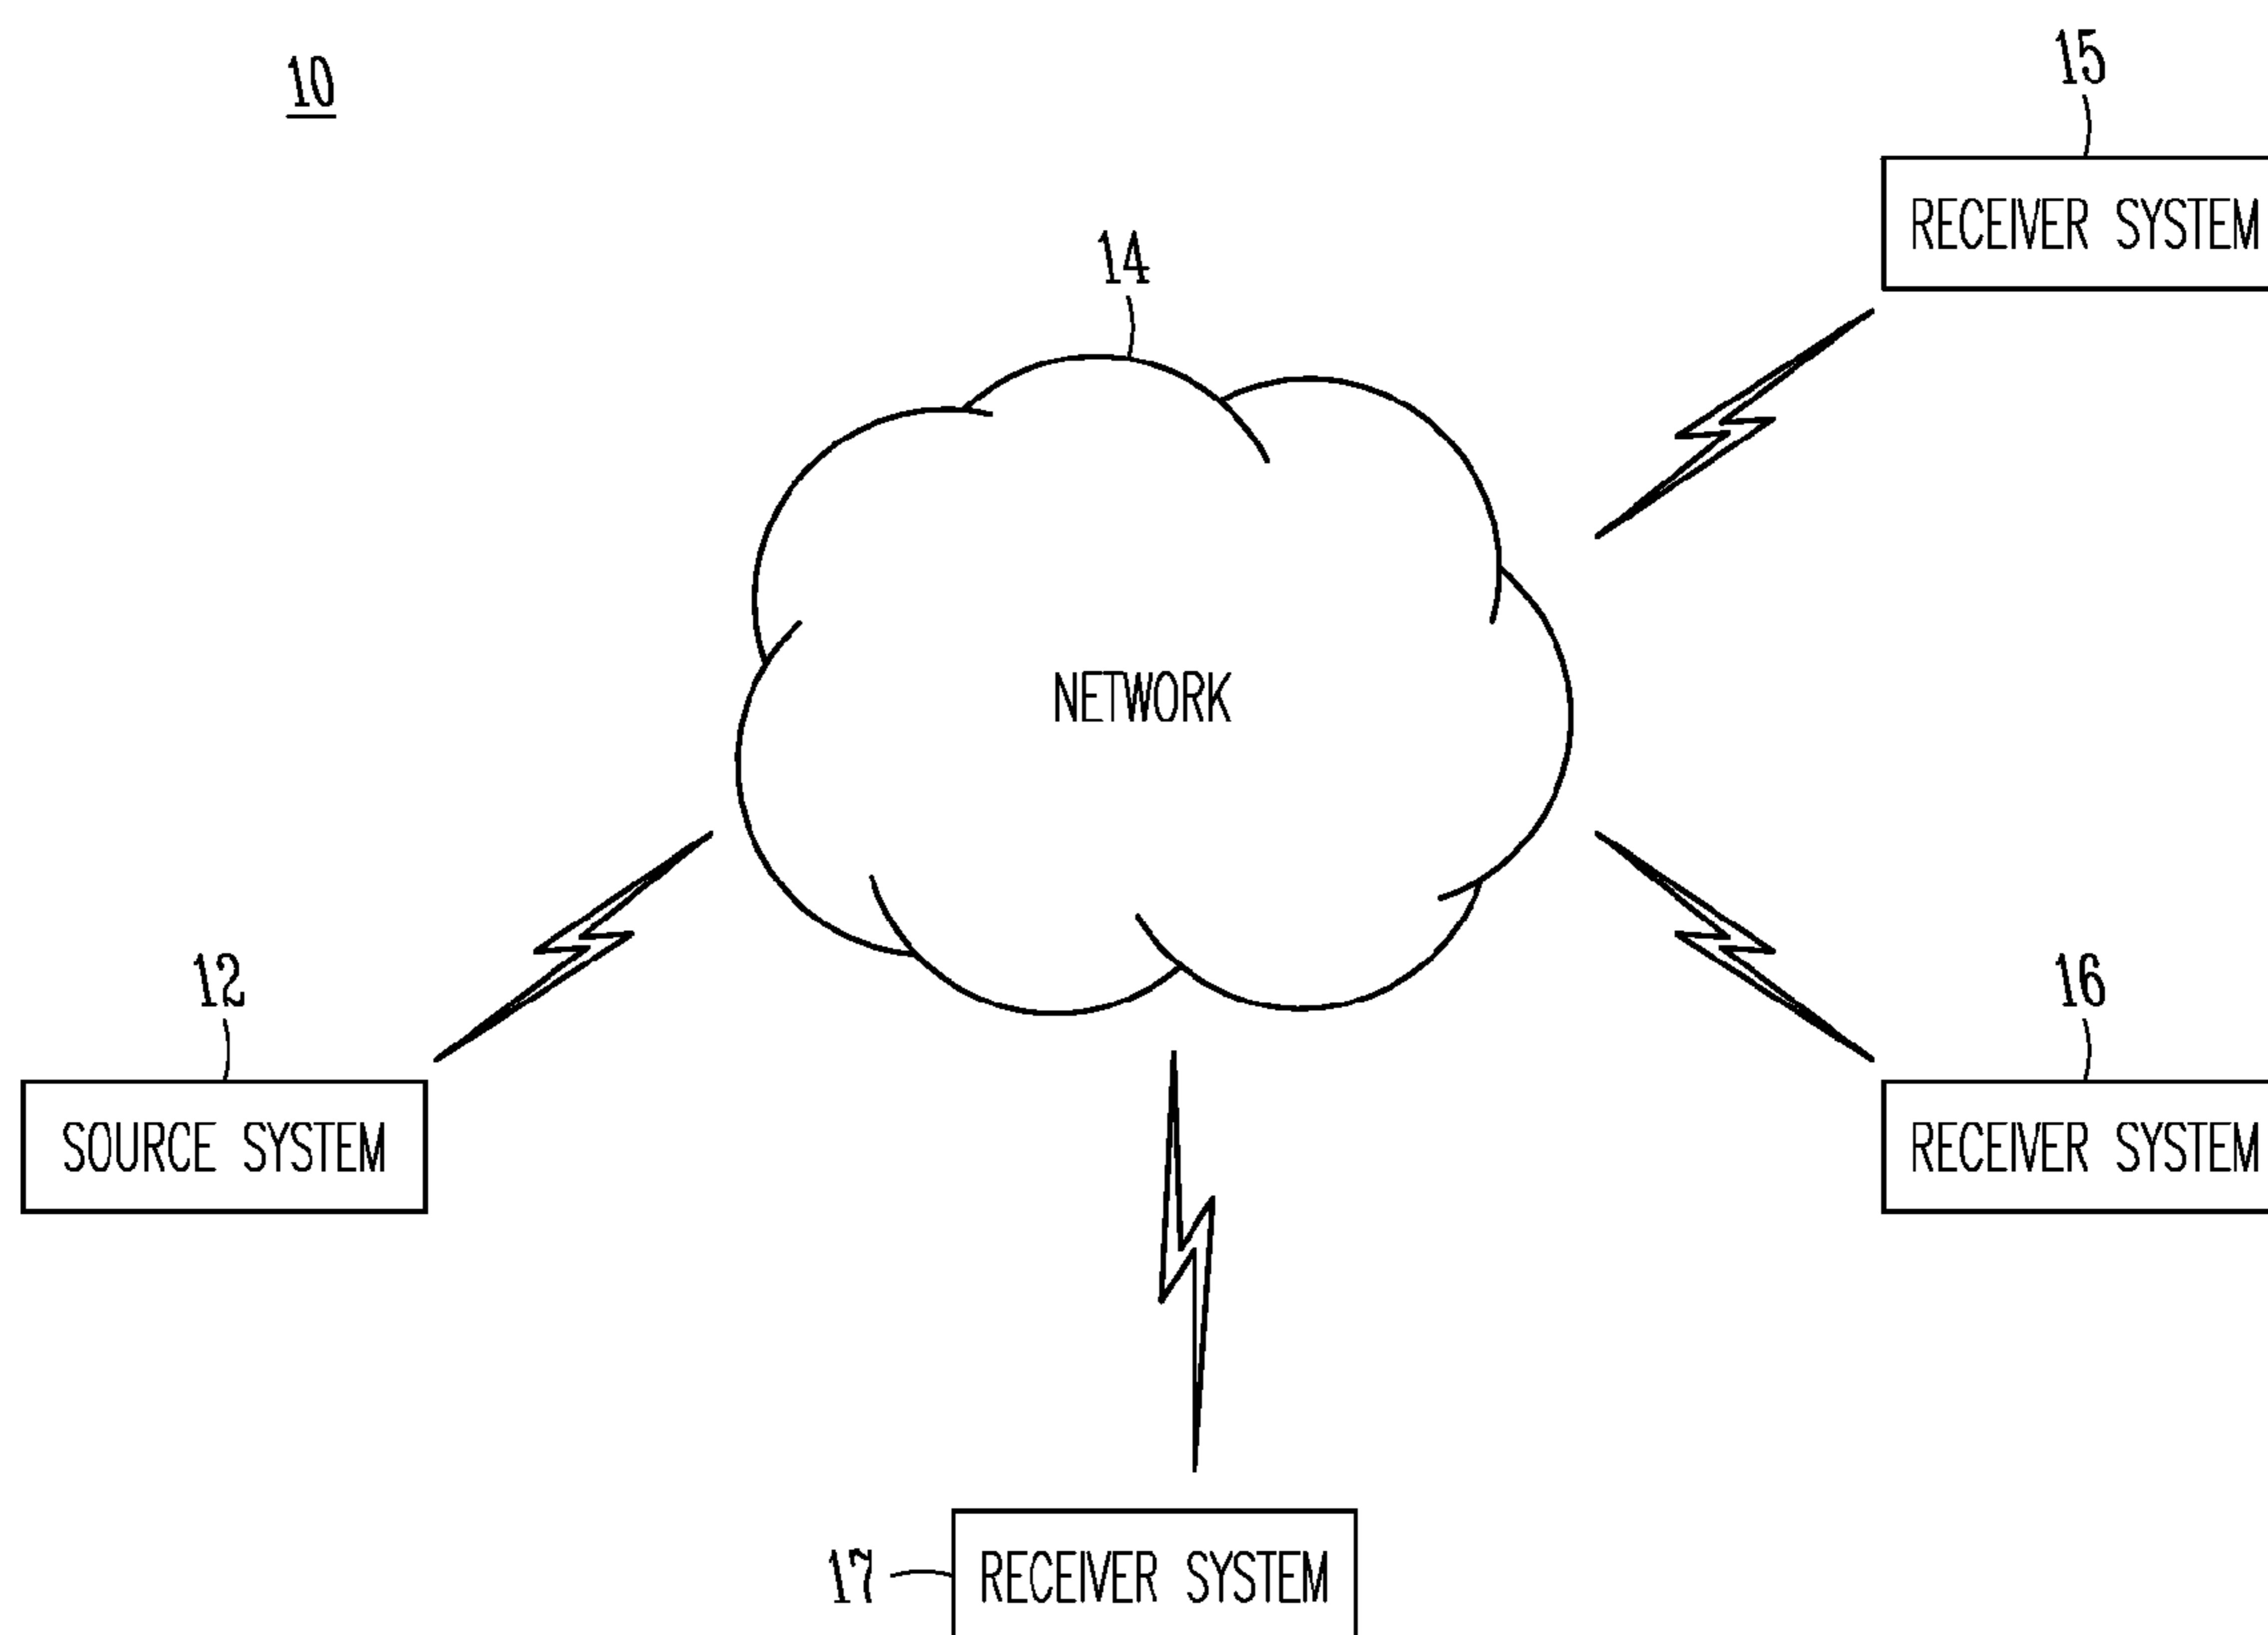 10
15
RECEIVER SYSTEM
14
NETWORK
12
SOURCE SYSTEM
16
RECEIVER SYSTEM
17
RECEIVER SYSTEM